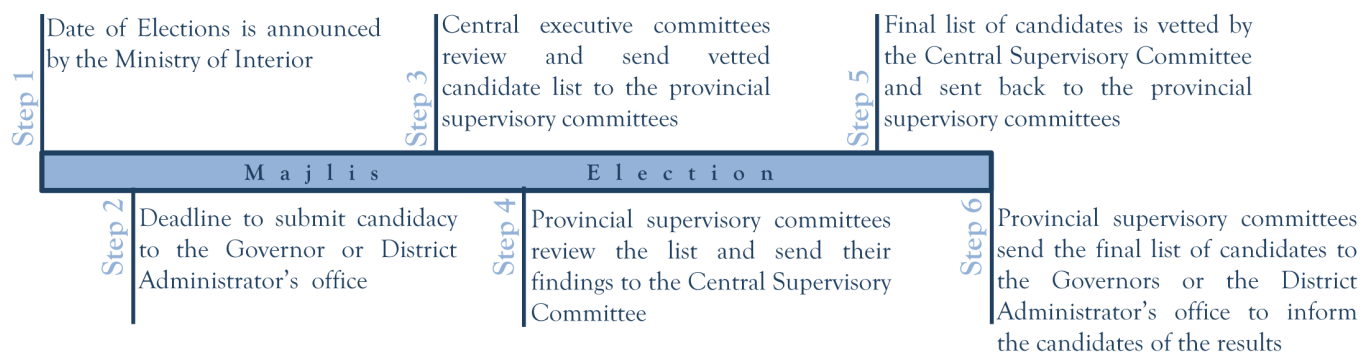 Step 1
Date of Elections is announced
by the Ministry of Interior
Step 3
Central executive committees
review and send vetted
candidate list to the provincial
supervisory committees
Step 5
Final list of candidates is vetted by
the Central Supervisory Committee
and sent back to the provincial
supervisory committees
Majlis Election
Step 2
Deadline to submit candidacy
to the Governor or District
Administrator's office
Step 4
Provincial supervisory committees
review the list and send their
findings to the Central Supervisory
Committee
Step 6
Provincial supervisory committees
send the final list of candidates to
the Governors or the District
Administrator's office to inform
the candidates of the results